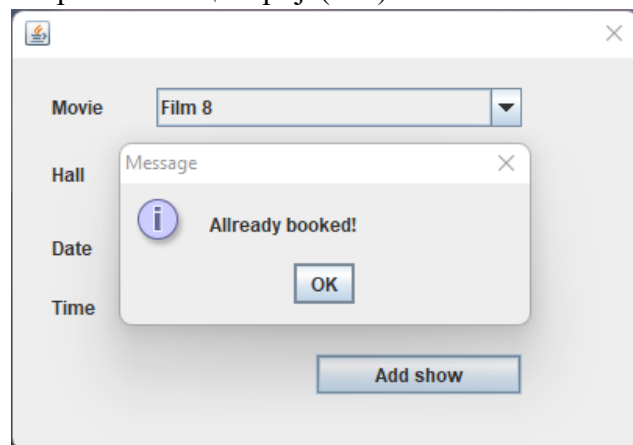 Movie
Film 8
Message
Hall
Allready booked!
Date
OK
Time
Add show